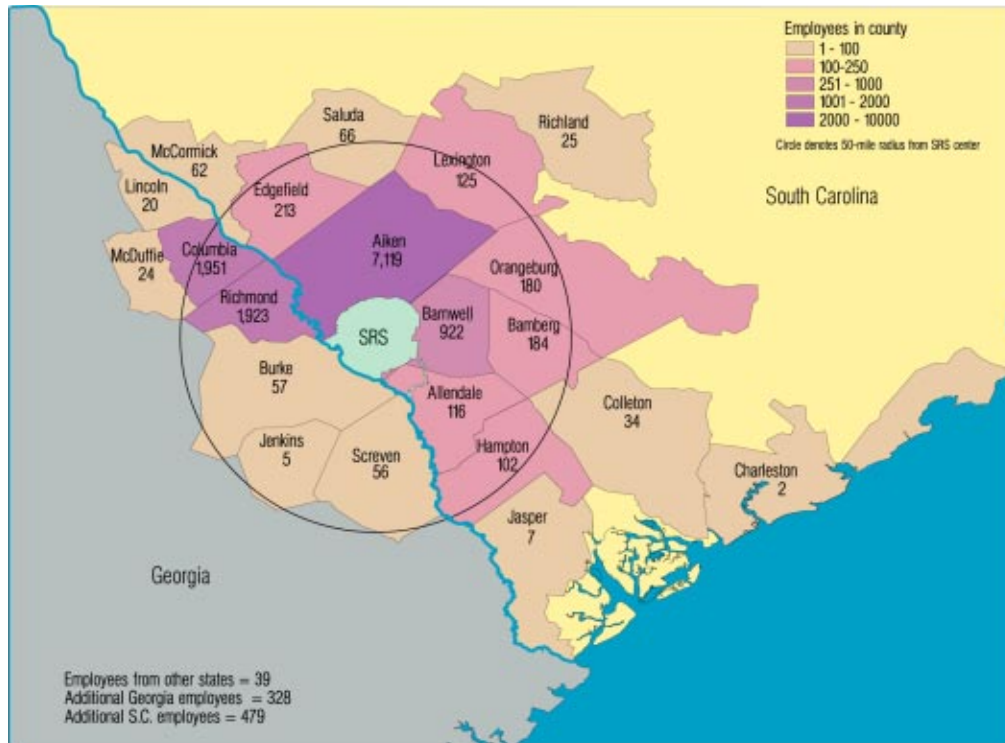 Employees in county
1 - 100
100-250
251 - 1000
1001 - 2000
2000 - 10000
Circle denotes 50-mile radius from SRS center
Saluda
66
Richland
25
McCormick
62
Lexington
125
Lincoln
20
Edgefield
213
South Carolina
Aiken
7,119
McDuffie
24
Columbia
1,951
Orangeburg
180
Richmond
1,923
Barnwell
922
Bamberg
184
SRS
Burke
57
Allendale
116
Colleton
34
Jenkins
5
Screven
56
Hampton
102
Charleston
2
Jasper
7
Georgia
Employees from other states = 39
Additional Georgia employees = 328
Additional S.C. employees = 479